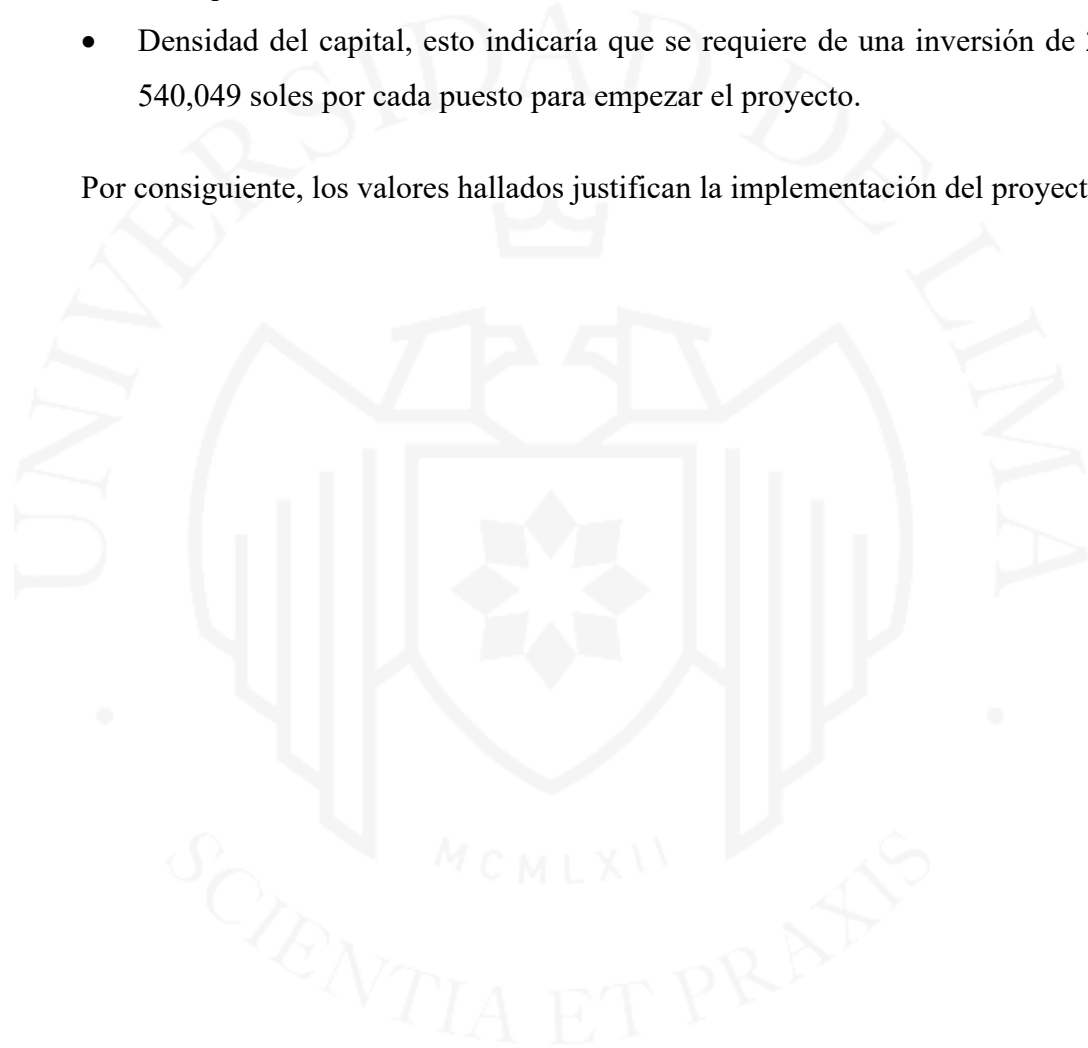 • Densidad del capital, esto indicaría que se requiere de una inversión de
540,049 soles por cada puesto para empezar el proyecto.
Por consiguiente, los valores hallados justifican la implementación del proyect
UNIVERSIDAD DE LIMA
MCMLXII
SCIENTIA ET PRAXIS